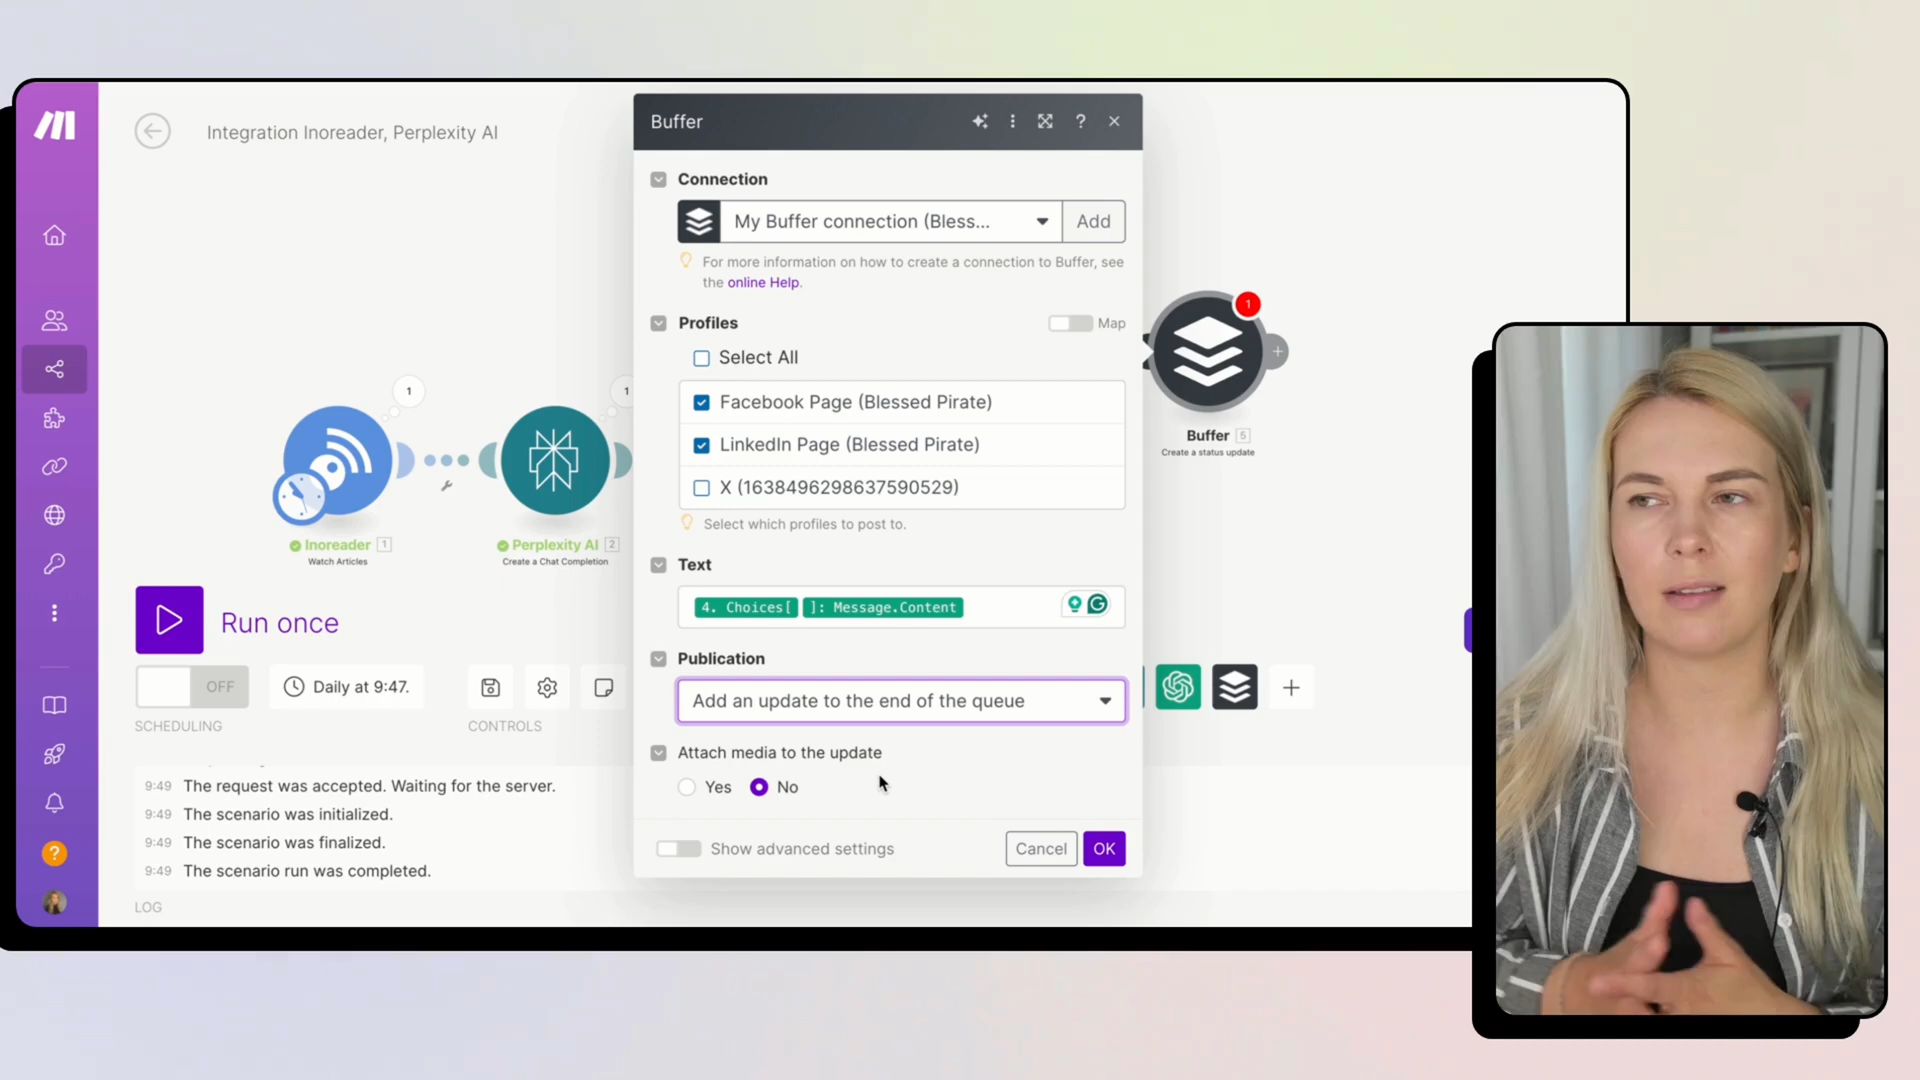 Integration Inoreader, Perplexity AI
Buffer
?
Connection
My Buffer connection (Bless...
Add
For more information on how to create a connection to Buffer, see
the online Help.
Profiles
Map
Select All
Facebook Page (Blessed Pirate)
LinkedIn Page (Blessed Pirate)
X (1638496298637590529)
Select which profiles to post to.
Text
4. Choices[ ]: Message.Content
Publication
Add an update to the end of the queue
Attach media to the update
Yes
No
Show advanced settings
Cancel
OK
1
Inoreader 1
Watch Articles
1
Perplexity AI 2
Create a Chat Completion
1
Buffer 5
Create a status update
Run once
OFF
Daily at 9:47.
SCHEDULING
CONTROLS
9:49 The request was accepted. Waiting for the server.
9:49 The scenario was initialized.
9:49 The scenario was finalized.
9:49 The scenario run was completed.
LOG
?